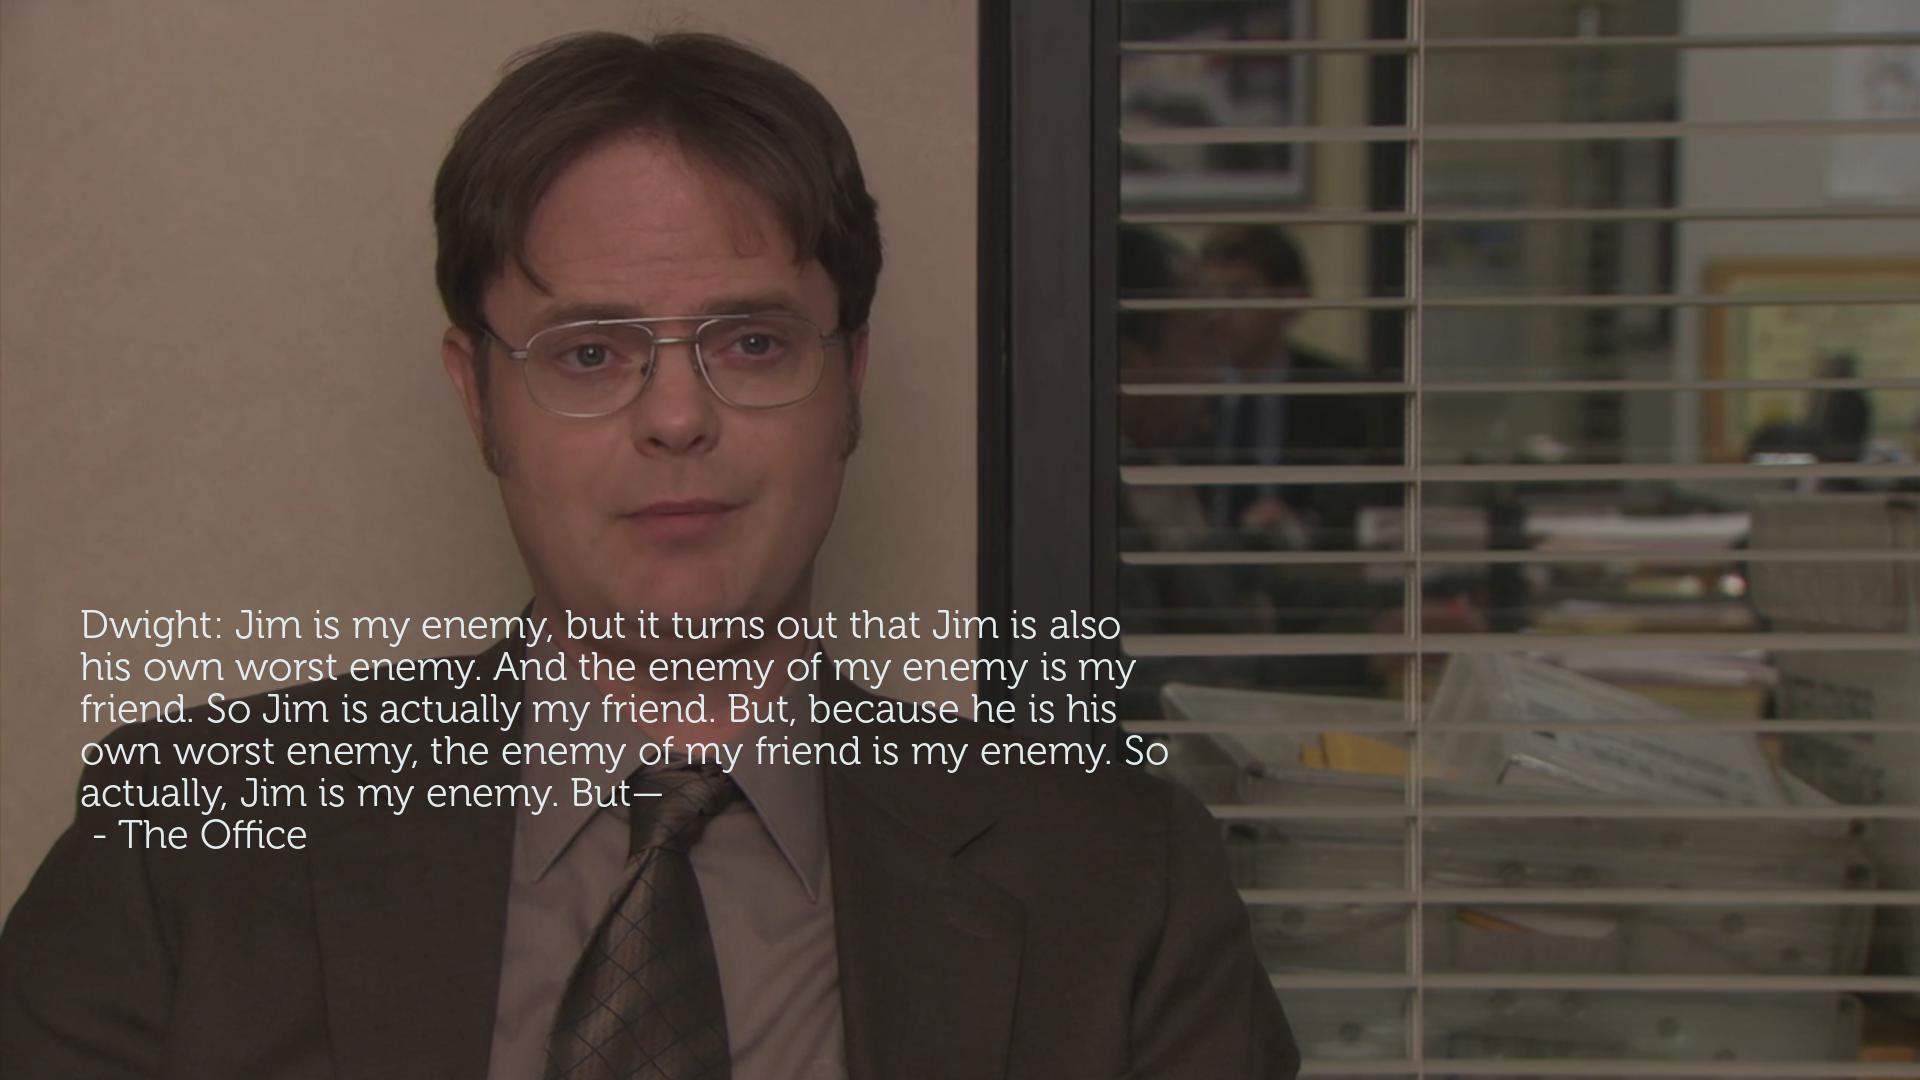 Dwight: Jim is my enemy, but it turns out that Jim is also
his own worst enemy. And the enemy of my enemy is my
friend. So Jim is actually my friend. But, because he is his
own worst enemy, the enemy of my friend is my enemy. So
actually, Jim is my enemy. But—
- The Office